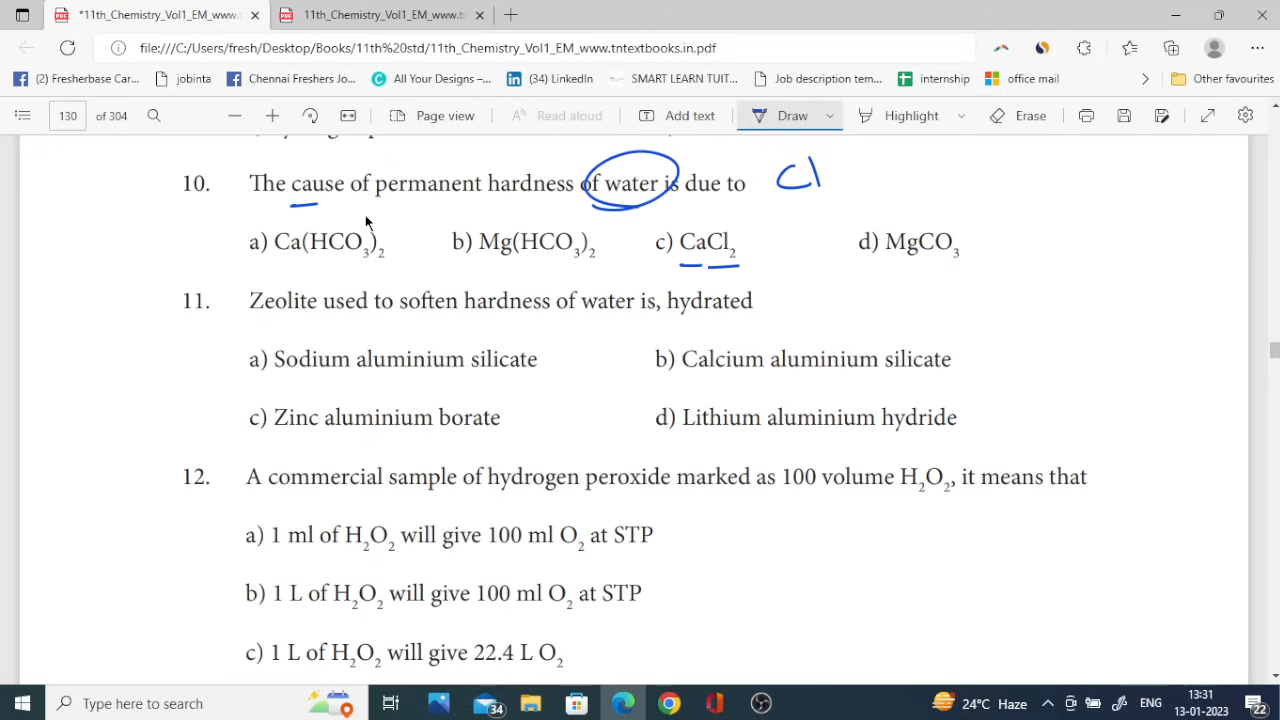 *11th_Chemistry_Vol1_EM_www.
11th_Chemistry_Vol1_EM_www.t
file:///C:/Users/fresh/Desktop/Books/11th%20std/11th_Chemistry_Vol1_EM_www.tntextbooks.in.pdf
(2) Fresherbase Car... jobinta Chennai Freshers Jo... All Your Designs –... (34) LinkedIn SMART LEARN TUIT... Job description tem... internship office mail Other favourites
130 of 304 Page view Read aloud Add text Draw Highlight Erase
10. The cause of permanent hardness of water is due to Cl
a) Ca(HCO₃)₂ b) Mg(HCO₃)₂ c) CaCl₂ d) MgCO₃
11. Zeolite used to soften hardness of water is, hydrated
a) Sodium aluminium silicate b) Calcium aluminium silicate
c) Zinc aluminium borate d) Lithium aluminium hydride
12. A commercial sample of hydrogen peroxide marked as 100 volume H₂O₂, it means that
a) 1 ml of H₂O₂ will give 100 ml O₂ at STP
b) 1 L of H₂O₂ will give 100 ml O₂ at STP
c) 1 L of H₂O₂ will give 22.4 L O₂
Type here to search 34 24°C Haze ENG 13:31
13-01-2023 22